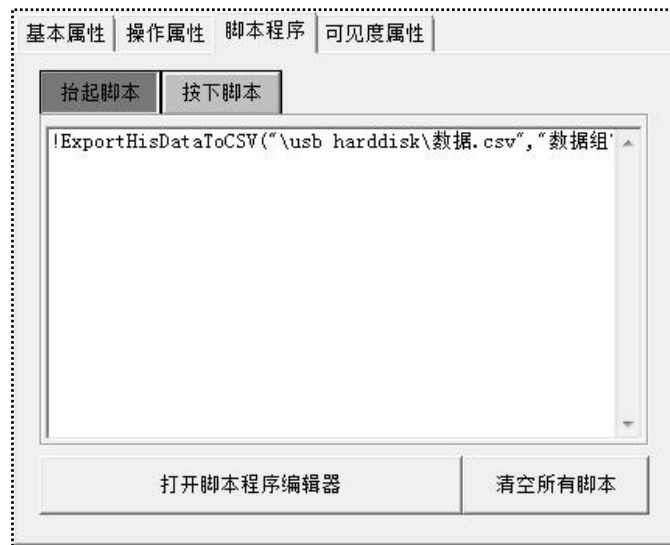 基本属性 操作属性 脚本程序 可见度属性
抬起脚本 按下脚本
!ExportHisDataToCSV("\usb harddisk\数据.csv","数据组"
打开脚本程序编辑器 清空所有脚本